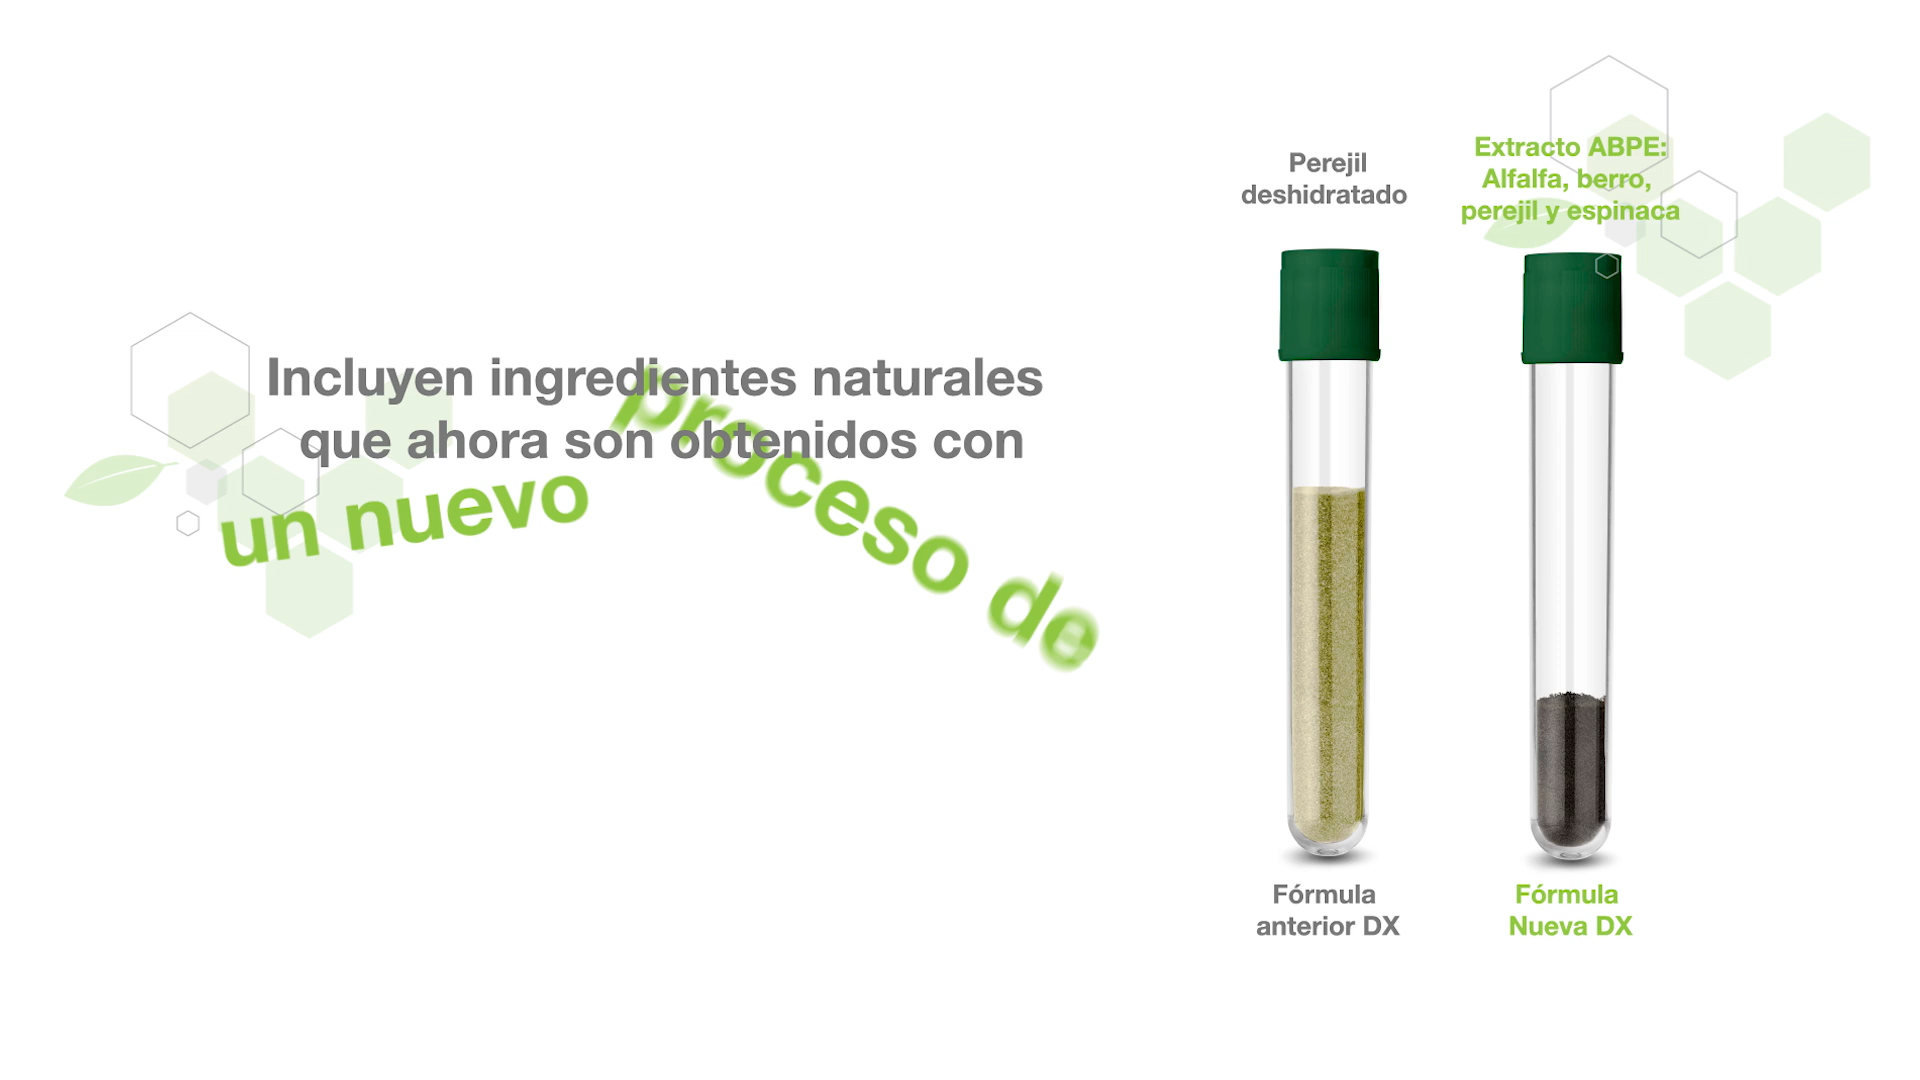 Incluyen ingredientes naturales
que ahora son obtenidos con
un nuevo
proceso de
Perejil
deshidratado
Extracto ABPE:
Alfalfa, berro,
perejil y espinaca
Fórmula
anterior DX
Fórmula
Nueva DX